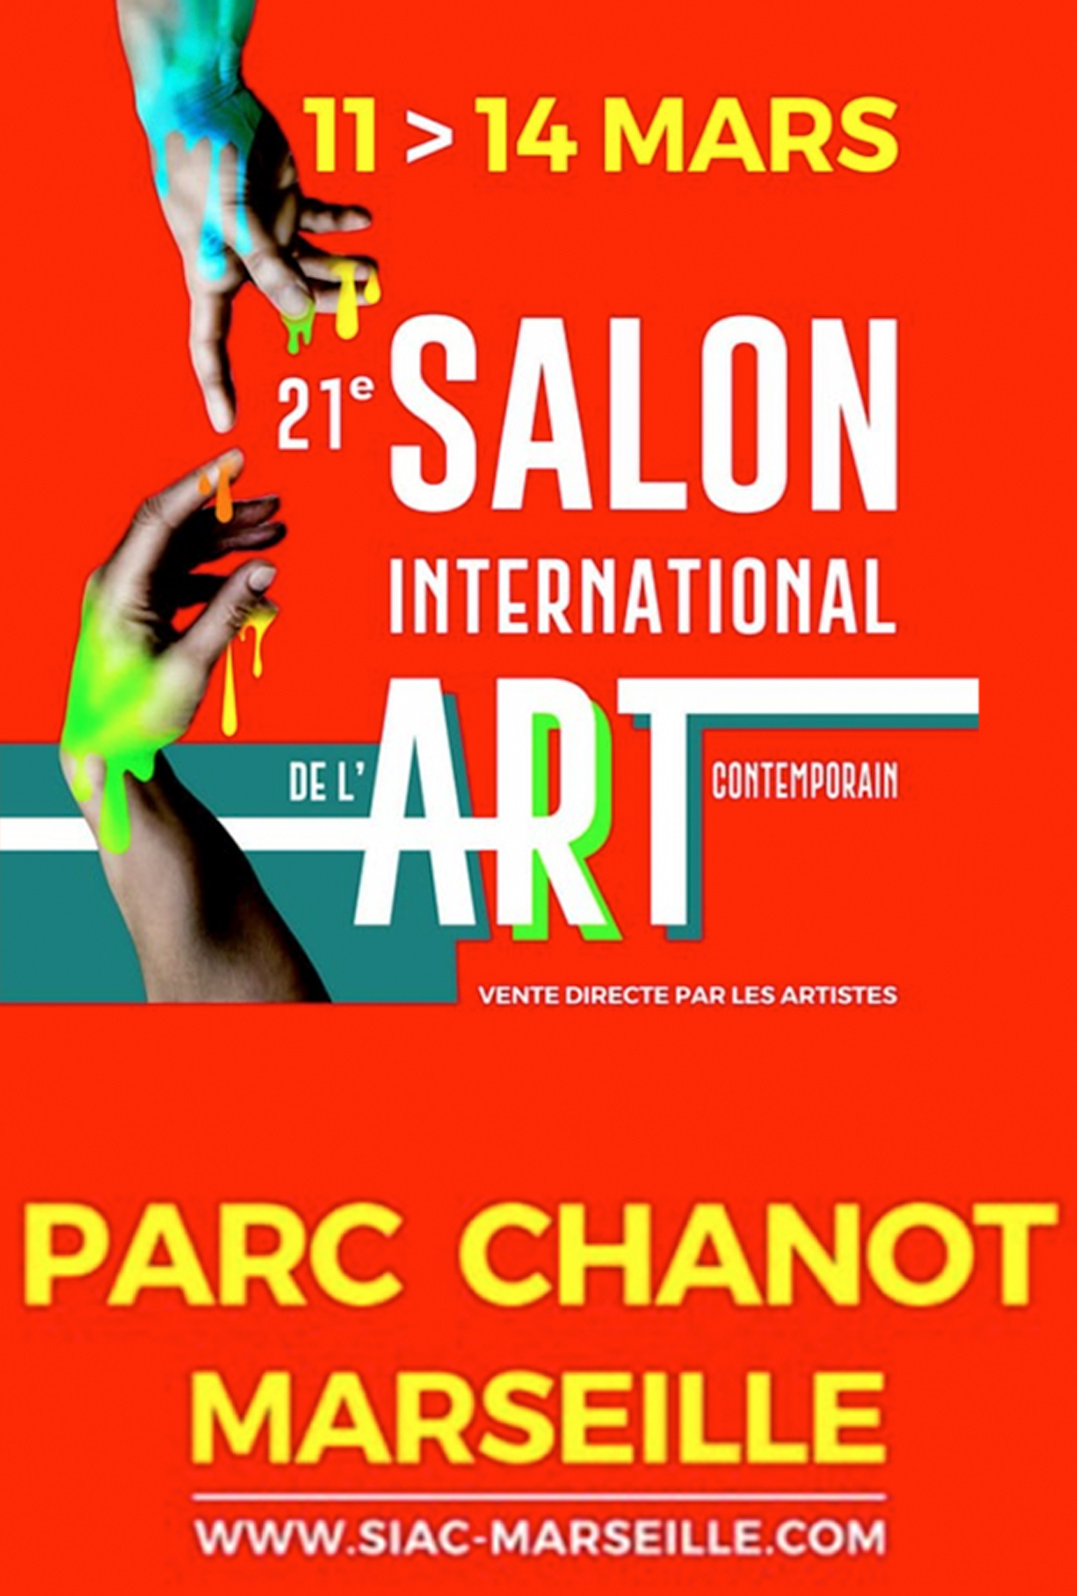 11 > 14 MARS
21e SALON
INTERNATIONAL
DE L' ART CONTEMPORAIN
VENTE DIRECTE PAR LES ARTISTES
PARC CHANOT
MARSEILLE
WWW.SIAC-MARSEILLE.COM